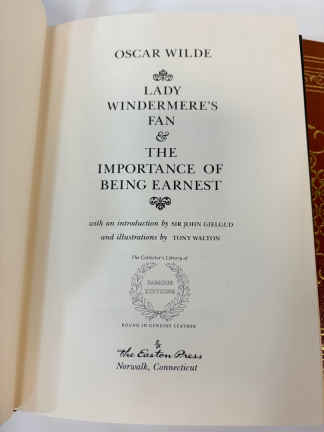 OSCAR WILDE
LADY
WINDERMERE'S
FAN
&
THE
IMPORTANCE OF
BEING EARNEST
with an introduction by SIR JOHN GIELGUD
and illustrations by TONY WALTON
The Collector's Library of
FAMOUS
EDITIONS
BOUND IN GENUINE LEATHER
by
The Easton Press
Norwalk, Connecticut